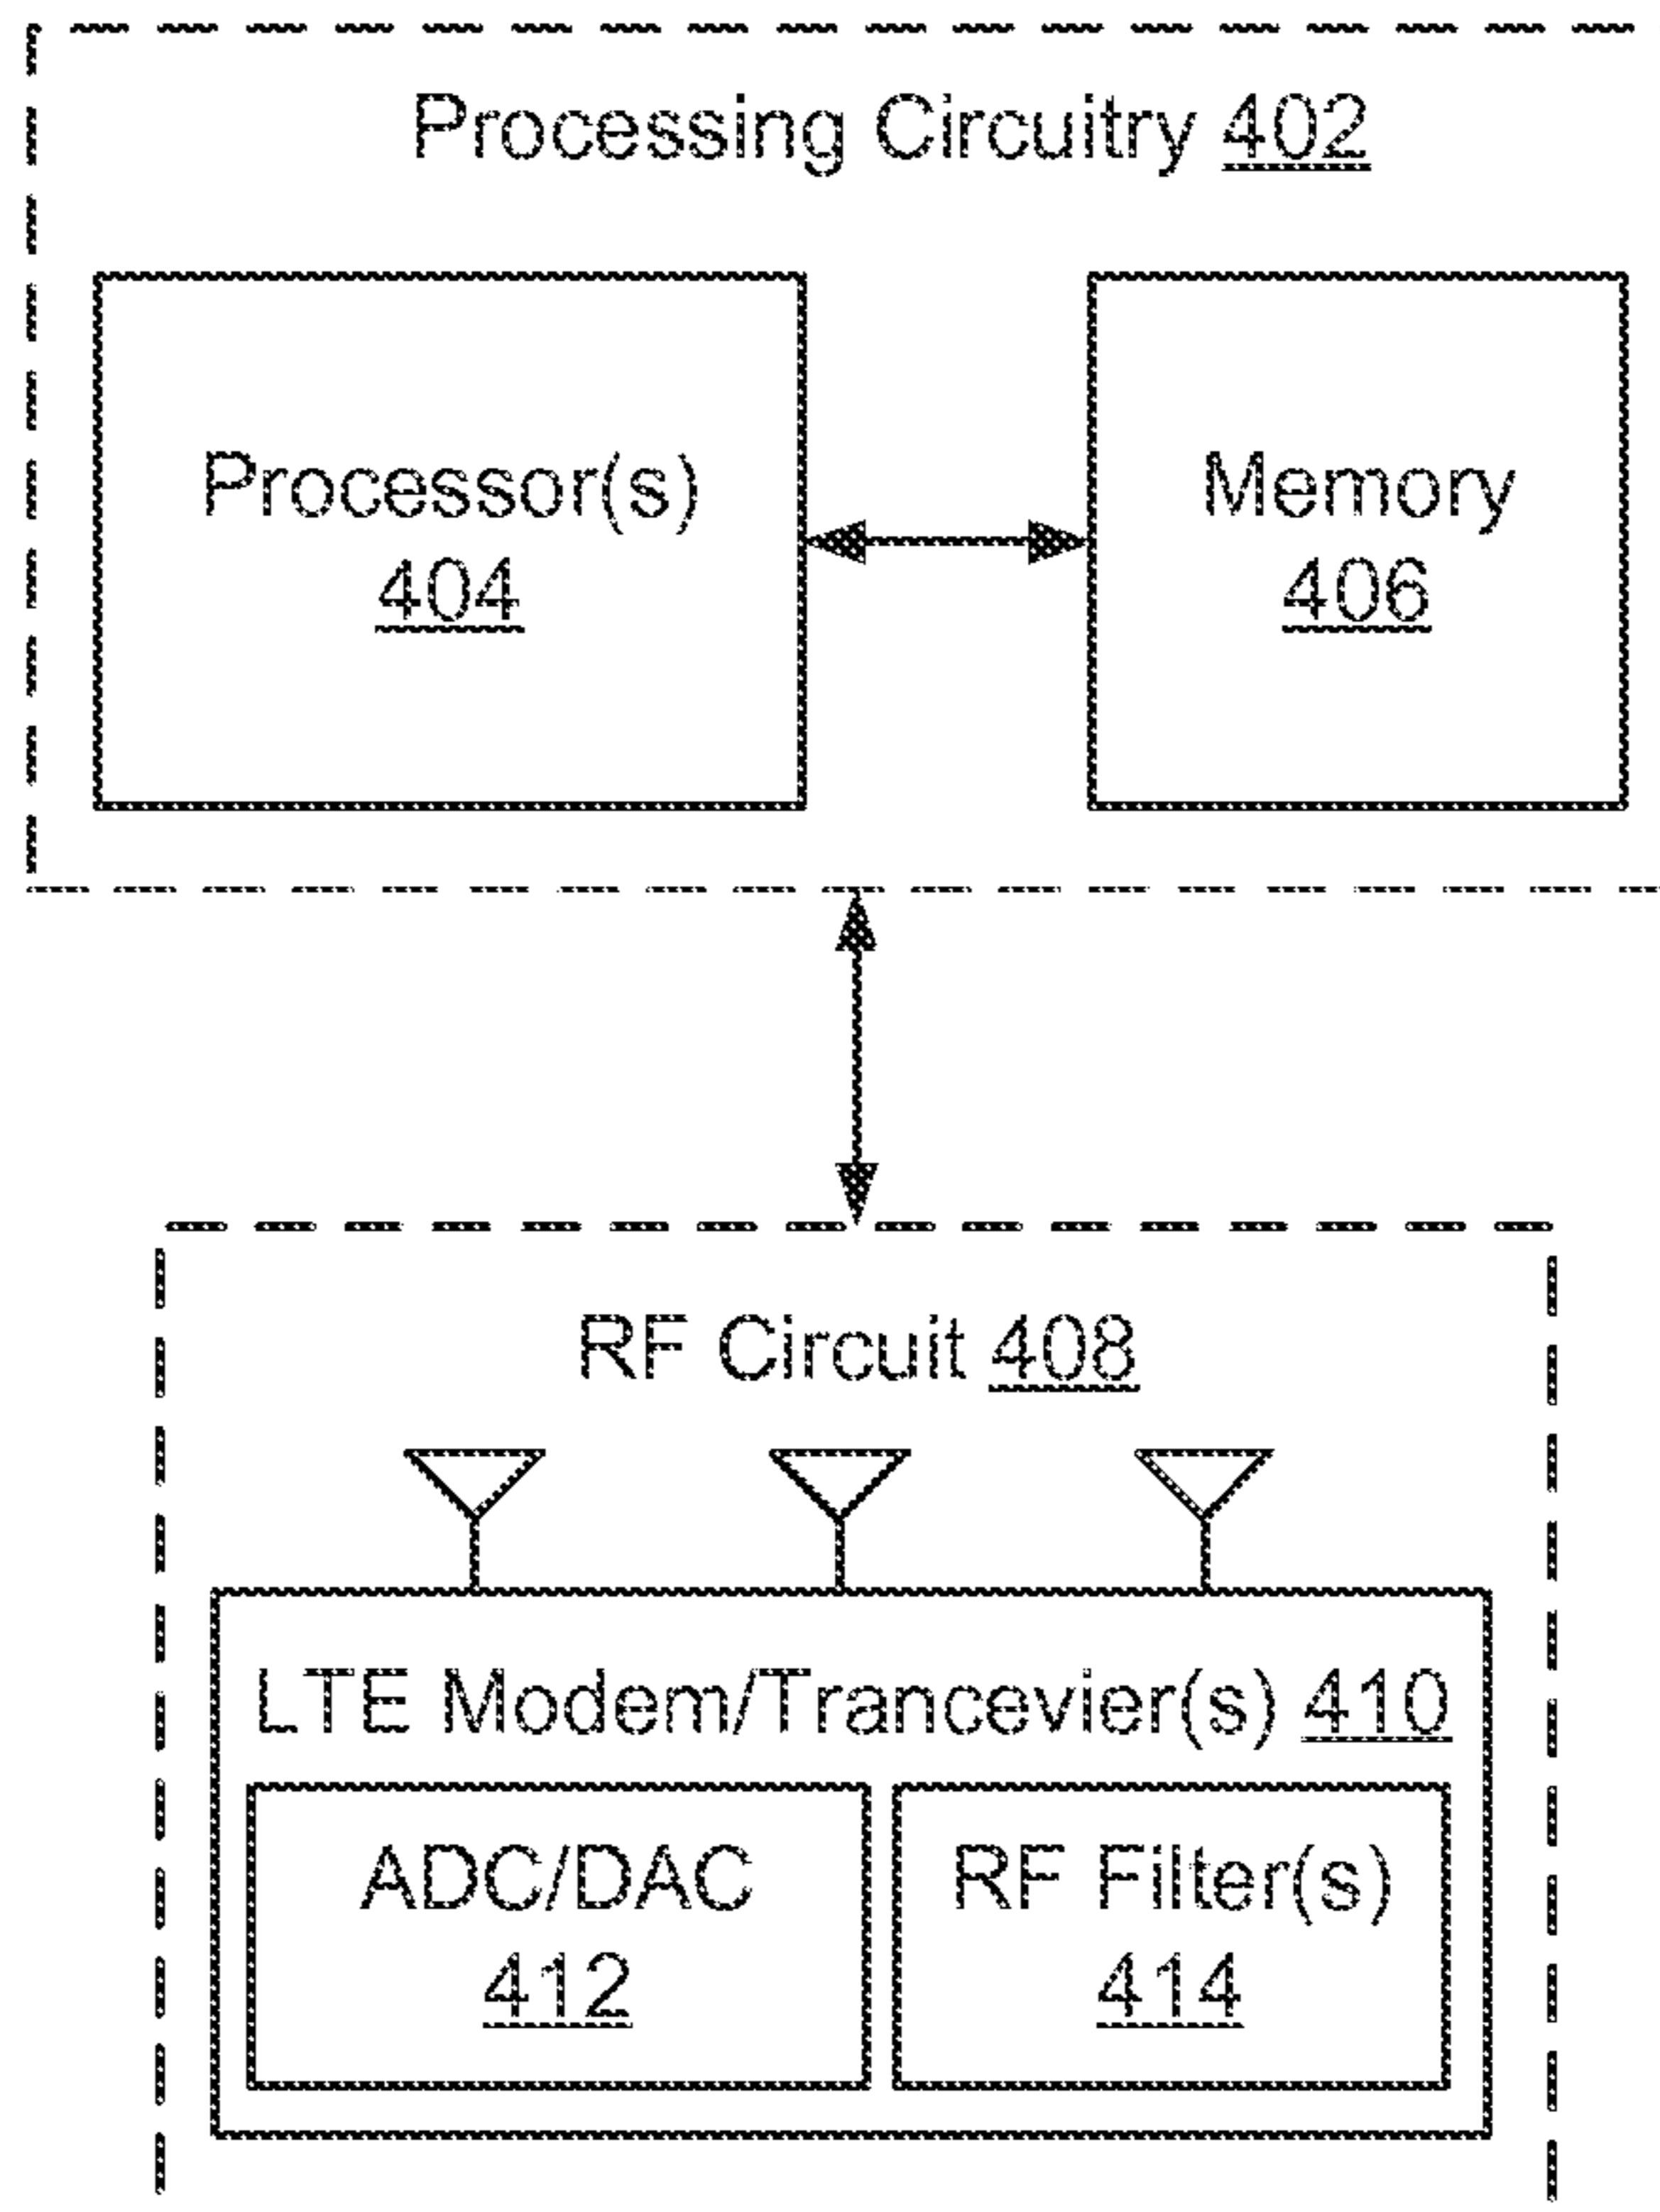 Processing Circuitry 402
Processor(s)
404
Memory
406
RF Circuit 408
LTE Modem/Trancevier(s) 410
ADC/DAC
412
RF Filter(s)
414